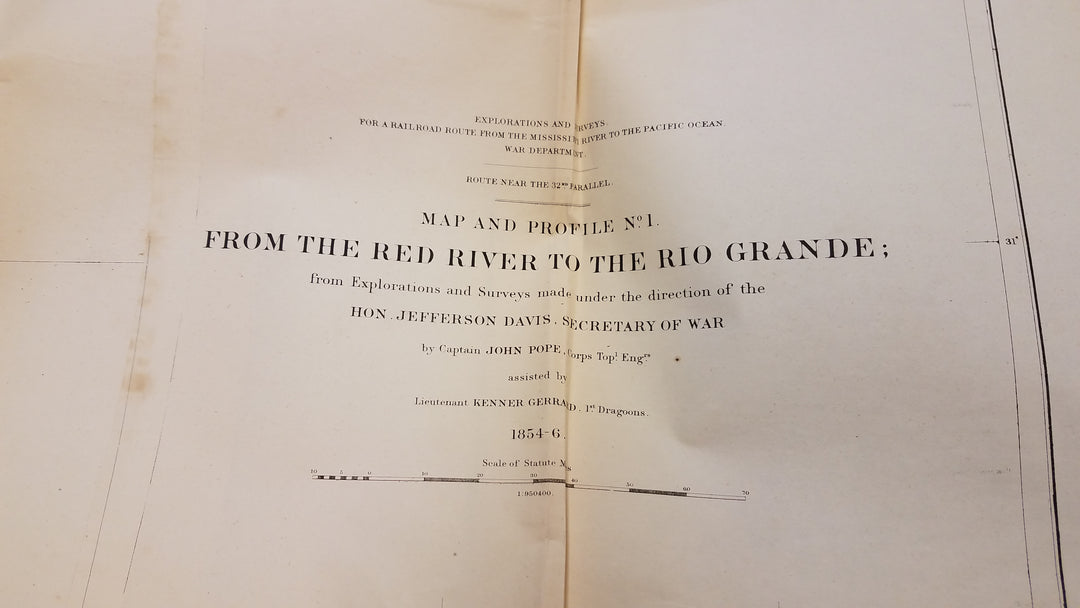 EXPLORATIONS AND RVEYS.
FOR A RAILROAD ROUTE FROM THE MISSISSIPPI RIVER TO THE PACIFIC OCEAN.
WAR DEPARTMENT.
ROUTE NEAR THE 32ND PARALLEL.
MAP AND PROFILE No. 1.
FROM THE RED RIVER TO THE RIO GRANDE;
31°
from Explorations and Surveys made under the direction of the
HON. JEFFERSON DAVIS, SECRETARY OF WAR
by Captain JOHN POPE, Corps Topl. Engrs
assisted by
Lieutenant KENNER GERRARD, 1st Dragoons.
1854-6.
Scale of Statute Ms
10 5 0 10 20 30 40 50 60 70
1:950400.